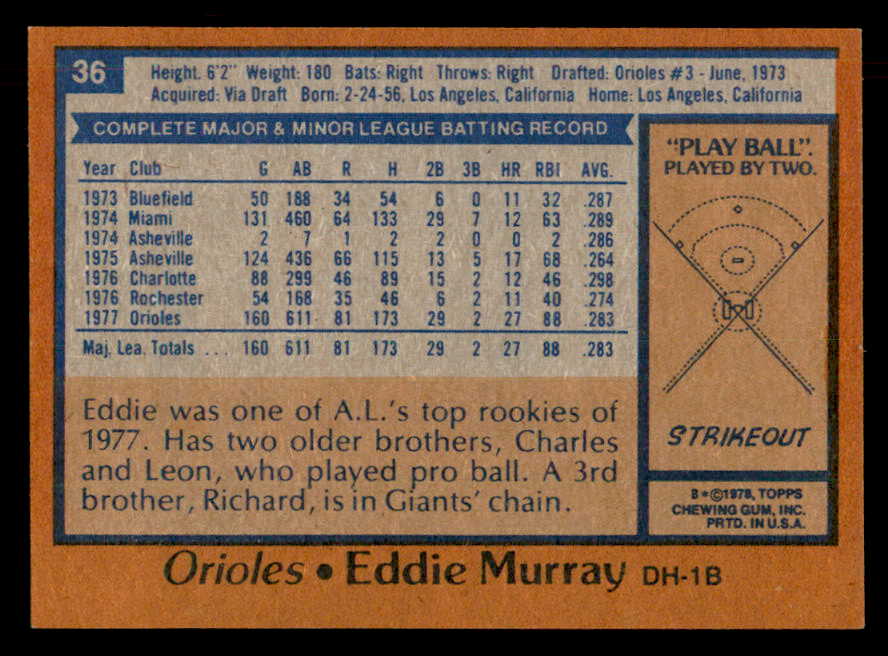 36
Height. 6'2" Weight: 180 Bats: Right Throws: Right Drafted: Orioles #3 - June, 1973
Acquired: Via Draft Born: 2-24-56, Los Angeles, California Home: Los Angeles, California
COMPLETE MAJOR & MINOR LEAGUE BATTING RECORD
Year Club G AB R H 2B 3B HR RBI AVG.
1973 Bluefield 50 188 34 54 6 0 11 32 .287
1974 Miami 131 460 64 133 29 7 12 63 .289
1974 Asheville 2 7 1 2 2 0 0 2 .286
1975 Asheville 124 436 66 115 13 5 17 68 .264
1976 Charlotte 88 299 46 89 15 2 12 46 .298
1976 Rochester 54 168 35 46 6 2 11 40 .274
1977 Orioles 160 611 81 173 29 2 27 88 .283
Maj. Lea. Totals ... 160 611 81 173 29 2 27 88 .283
Eddie was one of A.L.'s top rookies of
1977. Has two older brothers, Charles
and Leon, who played pro ball. A 3rd
brother, Richard, is in Giants' chain.
"PLAY BALL".
PLAYED BY TWO.
STRIKEOUT
B*©1978, TOPPS
CHEWING GUM, INC.
PRTD. IN U.S.A.
Orioles • Eddie Murray DH-1B